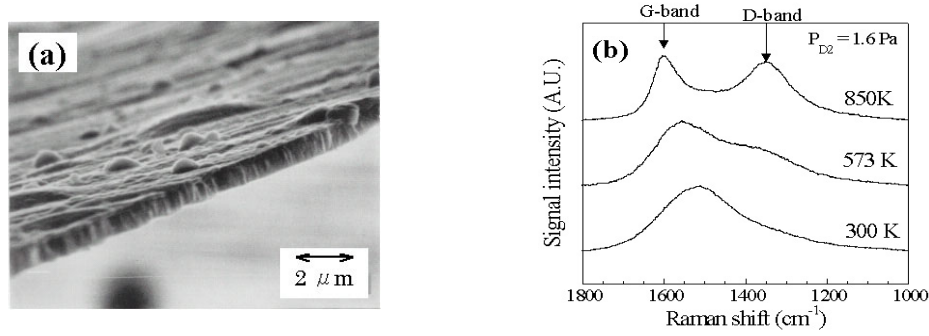 (a)
2 μm
G-band D-band
(b)
P_D2 = 1.6 Pa
850K
573 K
300 K
Signal intensity (A.U.)
1800 1600 1400 1200 1000
Raman shift (cm⁻¹)